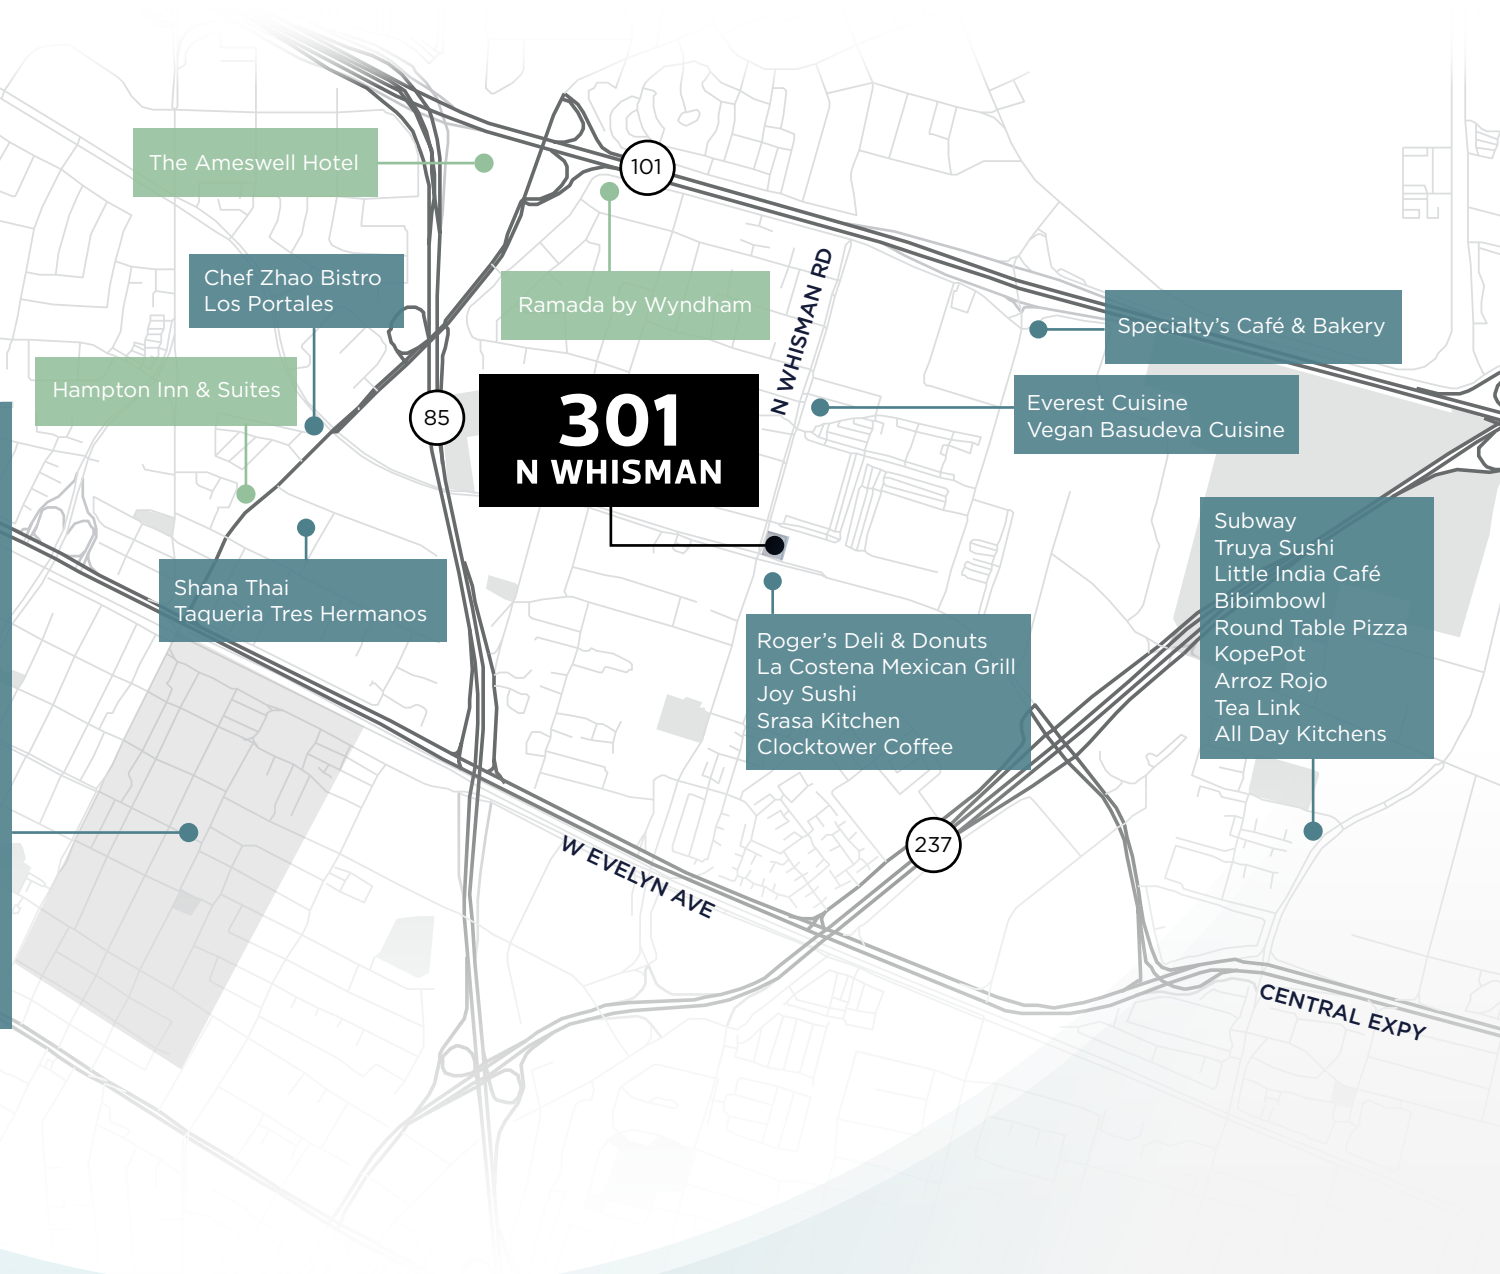 The Ameswell Hotel
101
Chef Zhao Bistro
Los Portales
Ramada by Wyndham
N WHISMAN RD
Specialty’s Café & Bakery
Hampton Inn & Suites
85
301
N WHISMAN
Everest Cuisine
Vegan Basudeva Cuisine
Shana Thai
Taqueria Tres Hermanos
Subway
Truya Sushi
Little India Café
Bibimbowl
Round Table Pizza
KopePot
Arroz Rojo
Tea Link
All Day Kitchens
Roger’s Deli & Donuts
La Costena Mexican Grill
Joy Sushi
Srasa Kitchen
Clocktower Coffee
237
W EVELYN AVE
CENTRAL EXPY